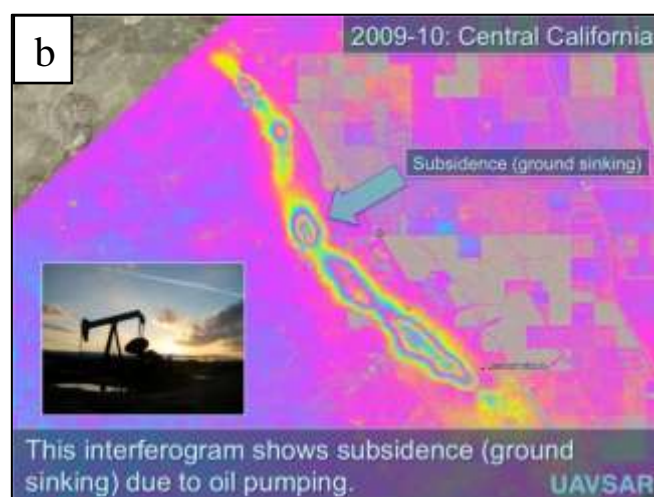 b
2009-10: Central California
Subsidence (ground sinking)
This interferogram shows subsidence (ground
sinking) due to oil pumping.
UAVSAR